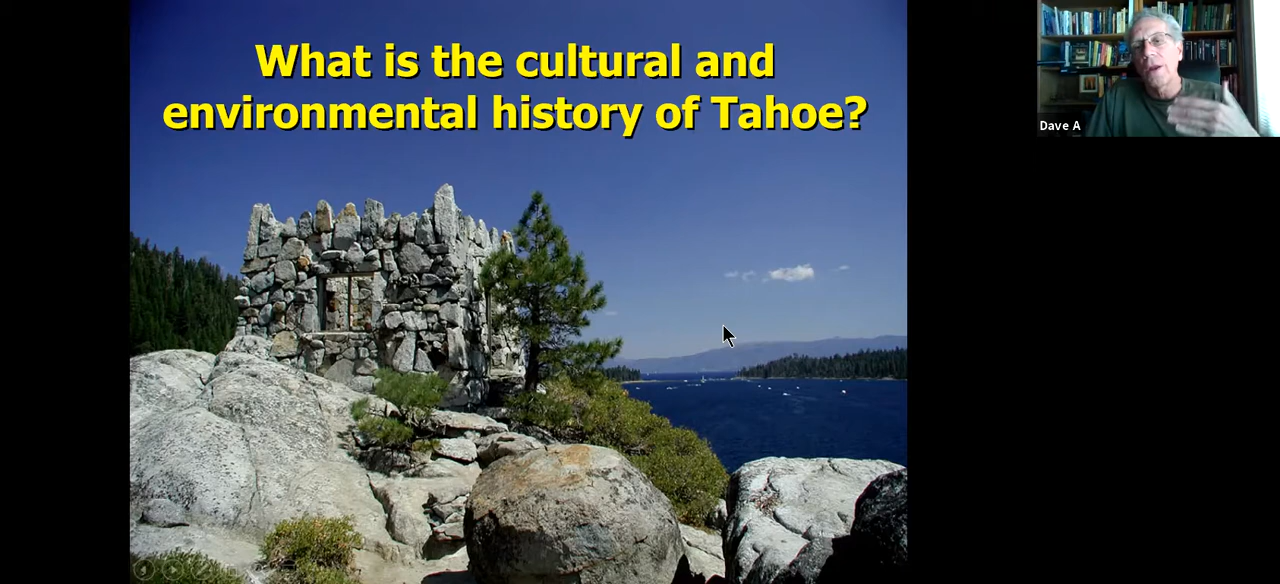 What is the cultural and
environmental history of Tahoe?
Dave A